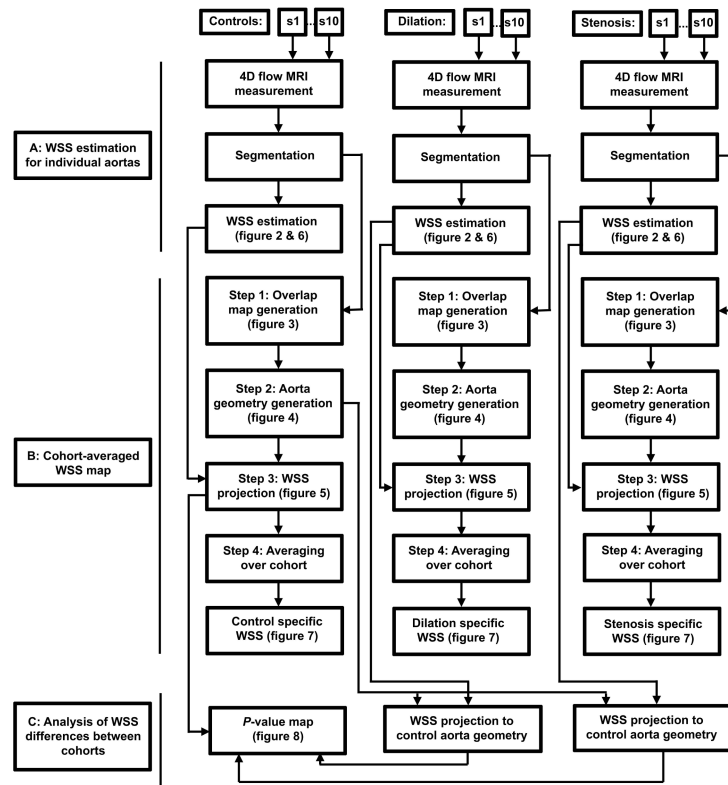 Controls: s1 ... s10
Dilation: s1 ... s10
Stenosis: s1 ... s10
A: WSS estimation
for individual aortas
4D flow MRI
measurement
Segmentation
WSS estimation
(figure 2 & 6)
4D flow MRI
measurement
Segmentation
WSS estimation
(figure 2 & 6)
4D flow MRI
measurement
Segmentation
WSS estimation
(figure 2 & 6)
B: Cohort-averaged
WSS map
Step 1: Overlap
map generation
(figure 3)
Step 2: Aorta
geometry generation
(figure 4)
Step 3: WSS
projection (figure 5)
Step 4: Averaging
over cohort
Control specific
WSS (figure 7)
Step 1: Overlap
map generation
(figure 3)
Step 2: Aorta
geometry generation
(figure 4)
Step 3: WSS
projection (figure 5)
Step 4: Averaging
over cohort
Dilation specific
WSS (figure 7)
Step 1: Overlap
map generation
(figure 3)
Step 2: Aorta
geometry generation
(figure 4)
Step 3: WSS
projection (figure 5)
Step 4: Averaging
over cohort
Stenosis specific
WSS (figure 7)
C: Analysis of WSS
differences between
cohorts
P-value map
(figure 8)
WSS projection to
control aorta geometry
WSS projection to
control aorta geometry